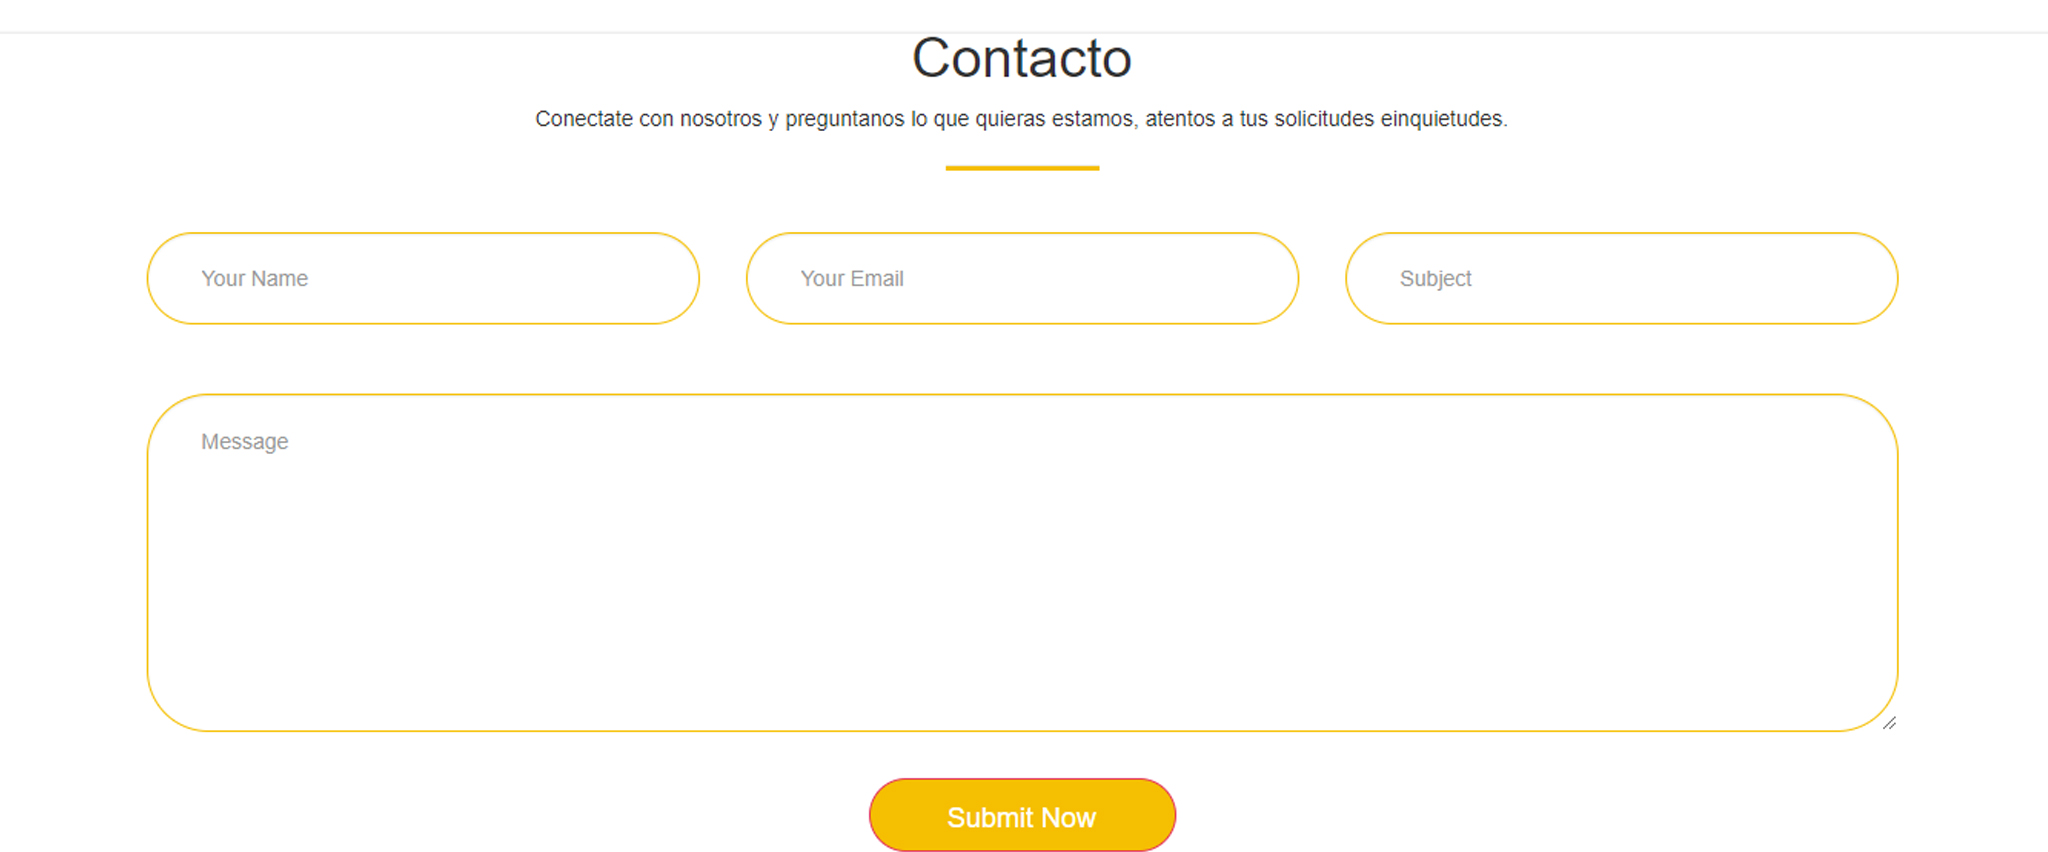 Contacto
Conectate con nosotros y preguntanos lo que quieras estamos, atentos a tus solicitudes einquietudes.
Your Name
Your Email
Subject
Message
Submit Now